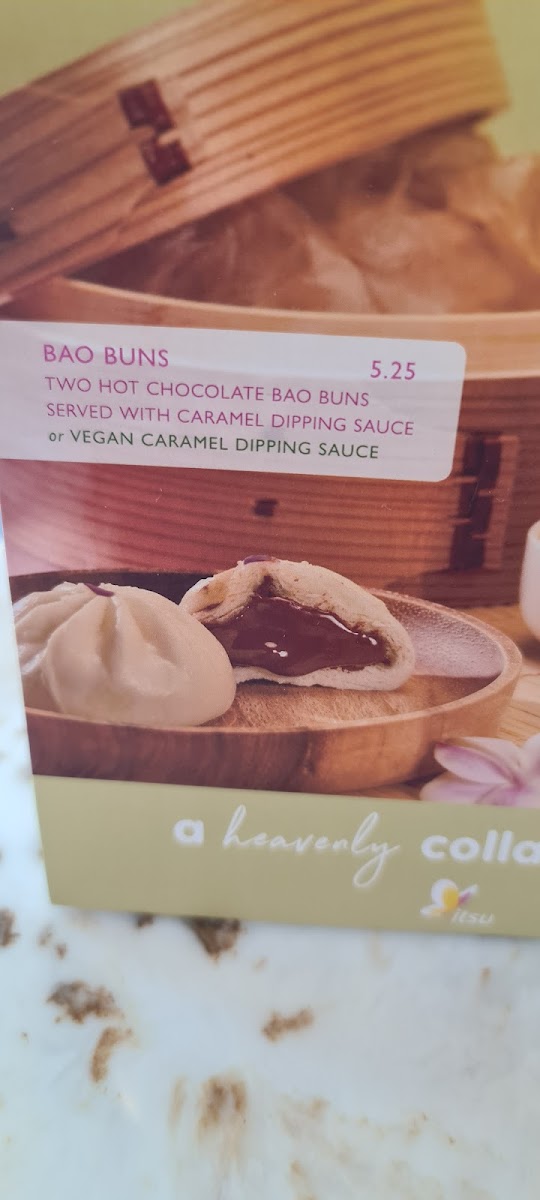 BAO BUNS 5.25
TWO HOT CHOCOLATE BAO BUNS
SERVED WITH CARAMEL DIPPING SAUCE
or VEGAN CARAMEL DIPPING SAUCE
a heavenly colla
itsu